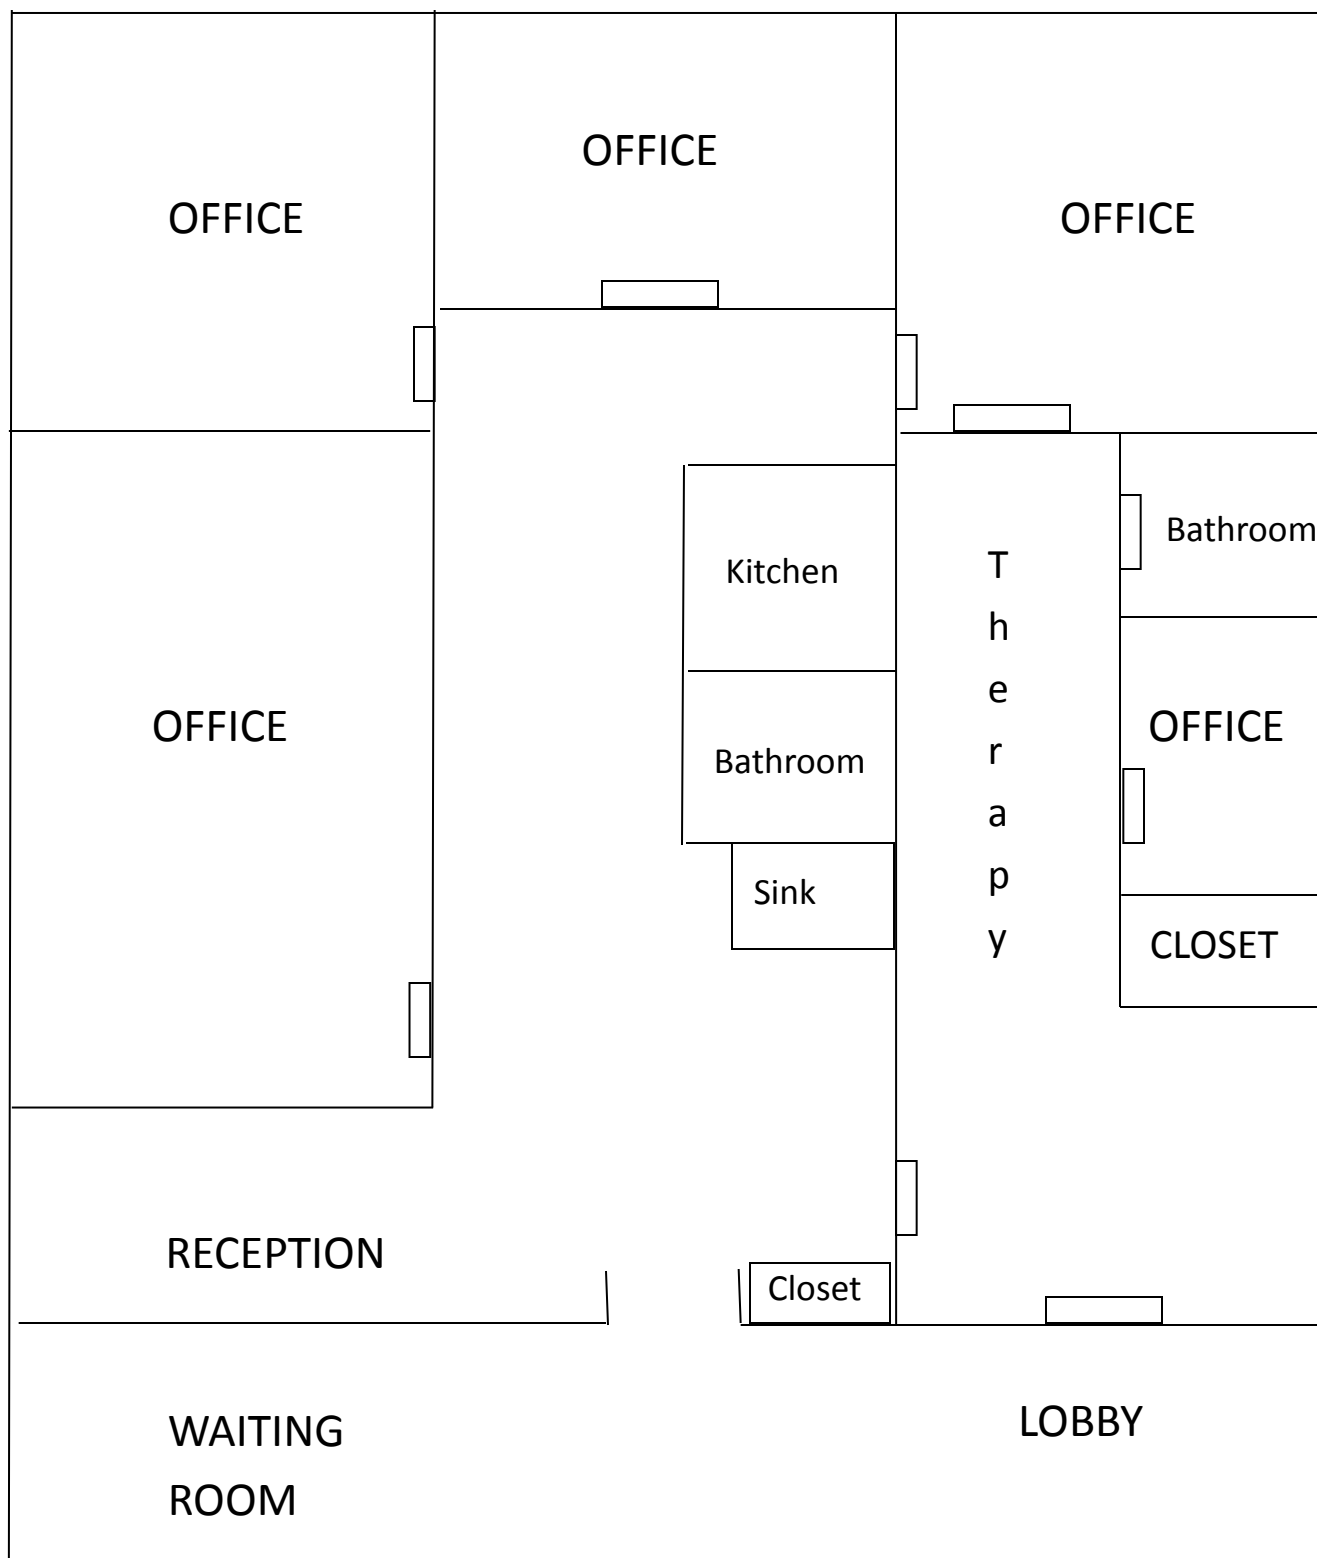 OFFICE
OFFICE
OFFICE
Bathroom
Kitchen
T
h
e
r
a
p
y
OFFICE
OFFICE
Bathroom
Sink
CLOSET
RECEPTION
Closet
WAITING
ROOM
LOBBY